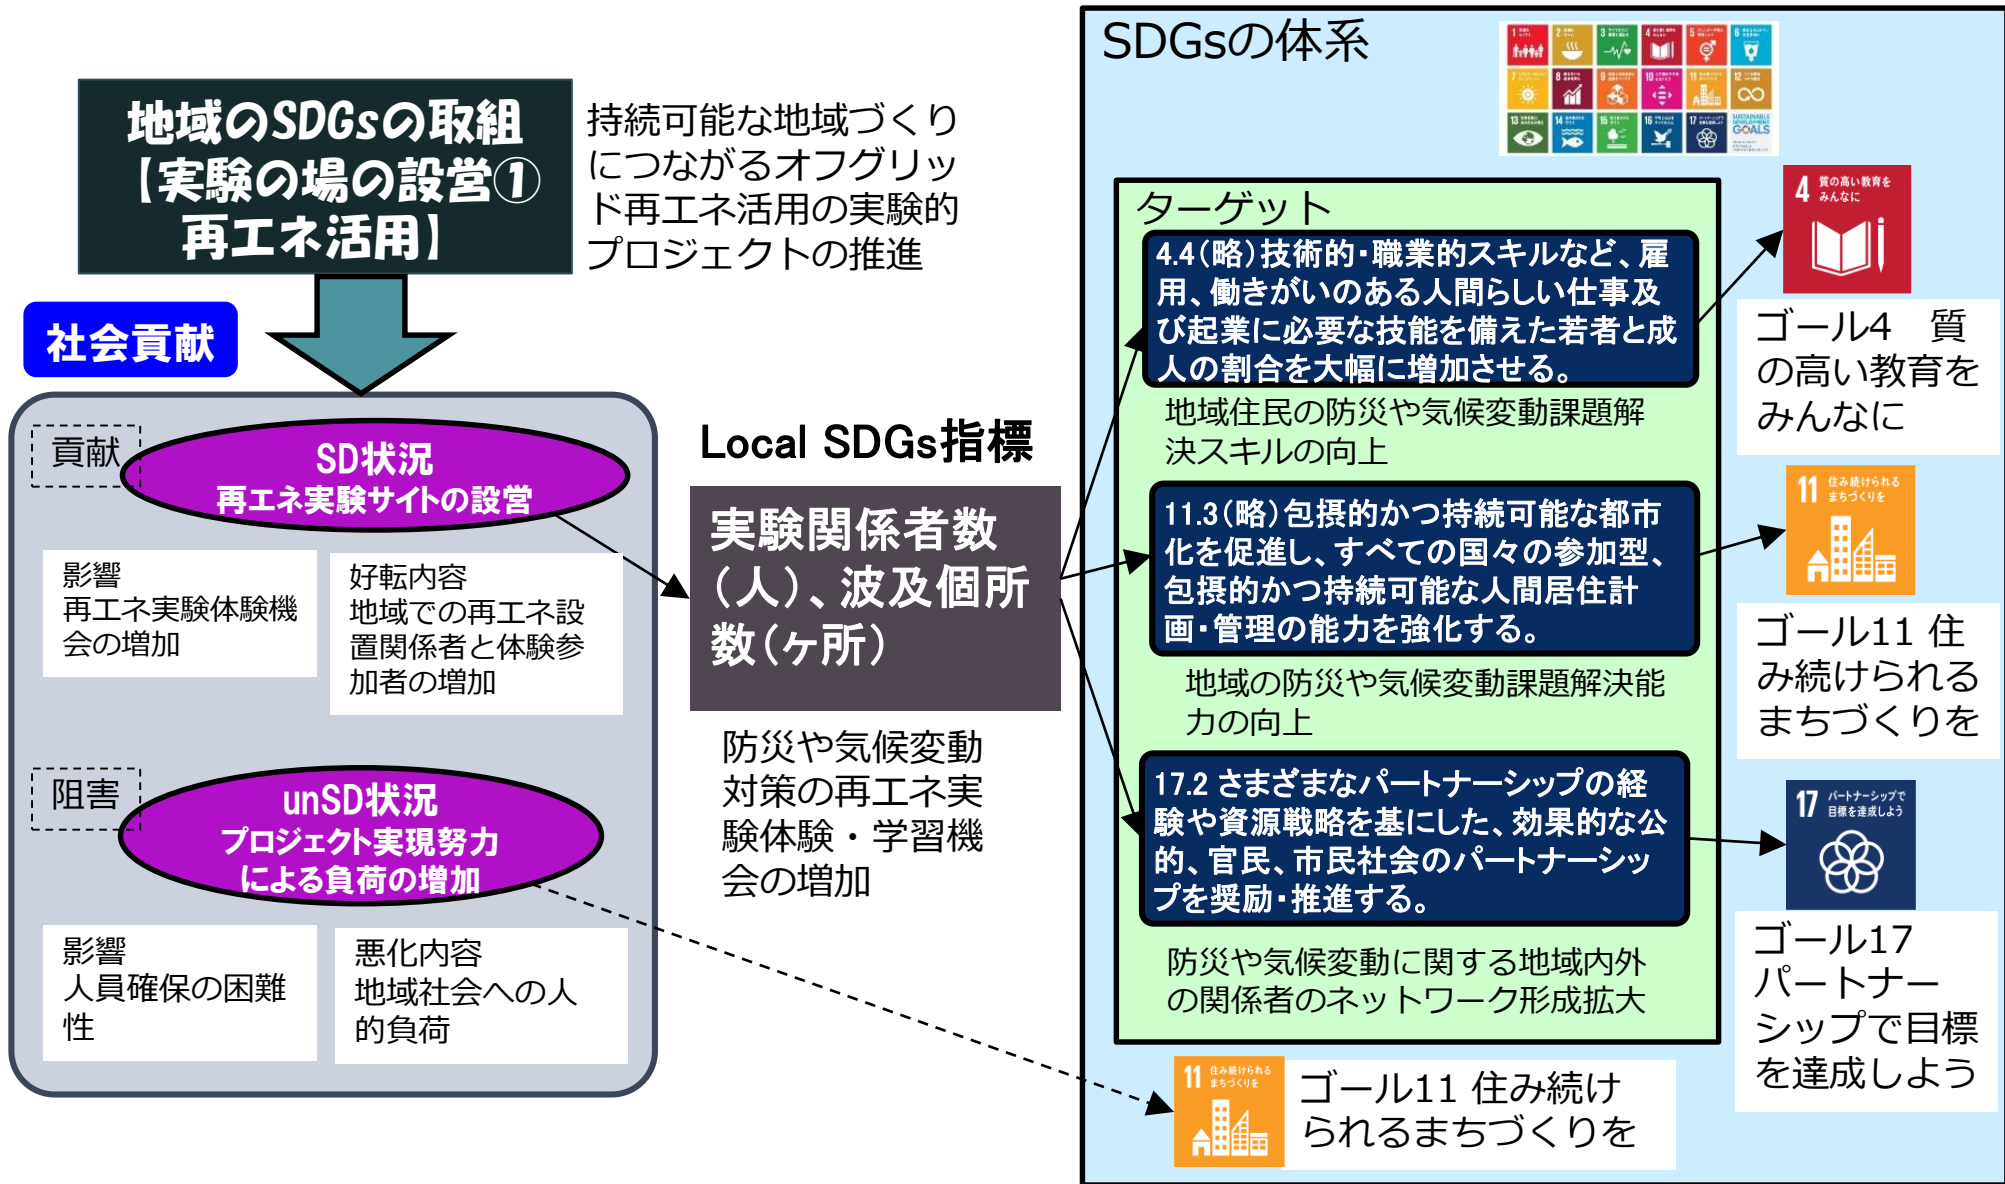 SDGsの体系
地域のSDGsの取組
【実験の場の設営①
再エネ活用】
持続可能な地域づくり
につながるオフグリッ
ド再エネ活用の実験的
プロジェクトの推進
社会貢献
貢献
SD状況
再エネ実験サイトの設営
影響
再エネ実験体験機
会の増加
好転内容
地域での再エネ設
置関係者と体験参
加者の増加
阻害
unSD状況
プロジェクト実現努力
による負荷の増加
影響
人員確保の困難
性
悪化内容
地域社会への人
的負荷
Local SDGs指標
実験関係者数
（人）、波及個所
数（ヶ所）
防災や気候変動
対策の再エネ実
験体験・学習機
会の増加
ターゲット
4.4（略）技術的・職業的スキルなど、雇
用、働きがいのある人間らしい仕事及
び起業に必要な技能を備えた若者と成
人の割合を大幅に増加させる。
地域住民の防災や気候変動課題解
決スキルの向上
11.3（略）包摂的かつ持続可能な都市
化を促進し、すべての国々の参加型、
包摂的かつ持続可能な人間居住計
画・管理の能力を強化する。
地域の防災や気候変動課題解決能
力の向上
17.2 さまざまなパートナーシップの経
験や資源戦略を基にした、効果的な公
的、官民、市民社会のパートナーシッ
プを奨励・推進する。
防災や気候変動に関する地域内外
の関係者のネットワーク形成拡大
4 質の高い教育を
みんなに
ゴール4　質
の高い教育を
みんなに
11 住み続けられる
まちづくりを
ゴール11 住
み続けられる
まちづくりを
17 パートナーシップで
目標を達成しよう
ゴール17
パートナー
シップで目標
を達成しよう
11 住み続けられる
まちづくりを
ゴール11 住み続け
られるまちづくりを
1
2
3
4
5
6
7
8
9
10
11
12
13
14
15
16
17
SUSTAINABLE
DEVELOPMENT
GOALS